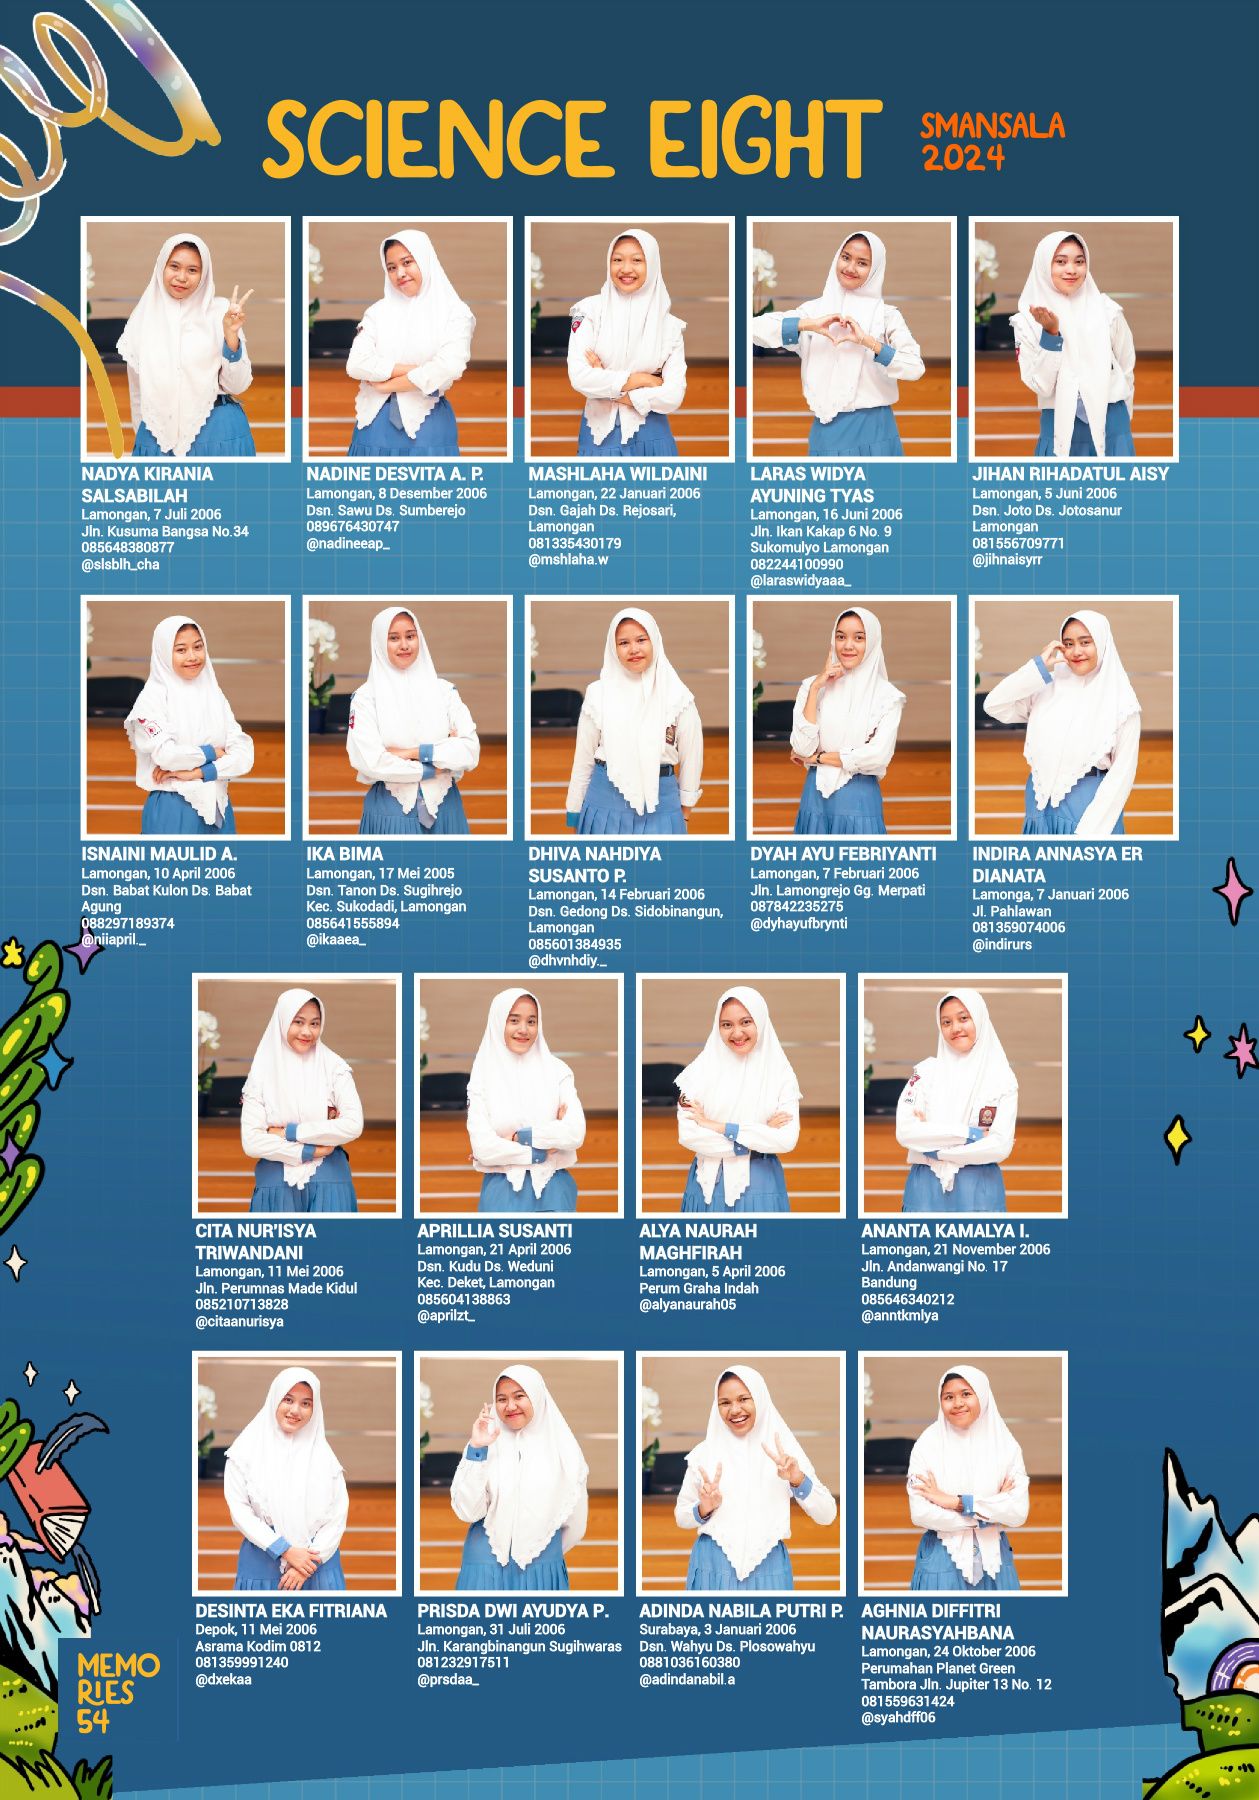 SCIENCE EIGHT
SMANSALA
2024
NADYA KIRANIA
SALSABILAH
Lamongan, 7 Juli 2006
Jln. Kusuma Bangsa No.34
085648380877
@slsblh_cha
NADINE DESVITA A. P.
Lamongan, 8 Desember 2006
Dsn. Sawu Ds. Sumberejo
089676430747
@nadineeap_
MASHLAHA WILDAINI
Lamongan, 22 Januari 2006
Dsn. Gajah Ds. Rejosari,
Lamongan
081335430179
@mshlaha.w
LARAS WIDYA
AYUNING TYAS
Lamongan, 16 Juni 2006
Jln. Ikan Kakap 6 No. 9
Sukomulyo Lamongan
082244100990
@laraswidyaaa_
JIHAN RIHADATUL AISY
Lamongan, 5 Juni 2006
Dsn. Joto Ds. Jotosanur
Lamongan
081556709771
@jihnaisyrr
ISNAINI MAULID A.
Lamongan, 10 April 2006
Dsn. Babat Kulon Ds. Babat
Agung
088297189374
@niiapril._
IKA BIMA
Lamongan, 17 Mei 2005
Dsn. Tanon Ds. Sugihrejo
Kec. Sukodadi, Lamongan
085641555894
@ikaaea_
DHIVA NAHDIYA
SUSANTO P.
Lamongan, 14 Februari 2006
Dsn. Gedong Ds. Sidobinangun,
Lamongan
085601384935
@dhvnhdiy._
DYAH AYU FEBRIYANTI
Lamongan, 7 Februari 2006
Jln. Lamongrejo Gg. Merpati
087842235275
@dyhayufbrynti
INDIRA ANNASYA ER
DIANATA
Lamonga, 7 Januari 2006
Jl. Pahlawan
081359074006
@indirurs
CITA NUR'ISYA
TRIWANDANI
Lamongan, 11 Mei 2006
Jln. Perumnas Made Kidul
085210713828
@citaanurisya
APRILLIA SUSANTI
Lamongan, 21 April 2006
Dsn. Kudu Ds. Weduni
Kec. Deket, Lamongan
085604138863
@aprilzt_
ALYA NAURAH
MAGHFIRAH
Lamongan, 5 April 2006
Perum Graha Indah
@alyanaurah05
ANANTA KAMALYA I.
Lamongan, 21 November 2006
Jln. Andanwangi No. 17
Bandung
085646340212
@anntkmlya
DESINTA EKA FITRIANA
Depok, 11 Mei 2006
Asrama Kodim 0812
081359991240
@dxekaa
PRISDA DWI AYUDYA P.
Lamongan, 31 Juli 2006
Jln. Karangbinangun Sugihwaras
081232917511
@prsdaa_
ADINDA NABILA PUTRI P.
Surabaya, 3 Januari 2006
Dsn. Wahyu Ds. Plosowahyu
0881036160380
@adindanabil.a
AGHNIA DIFFITRI
NAURASYAHBANA
Lamongan, 24 Oktober 2006
Perumahan Planet Green
Tambora Jln. Jupiter 13 No. 12
081559631424
@syahdff06
MEMO
RIES
54